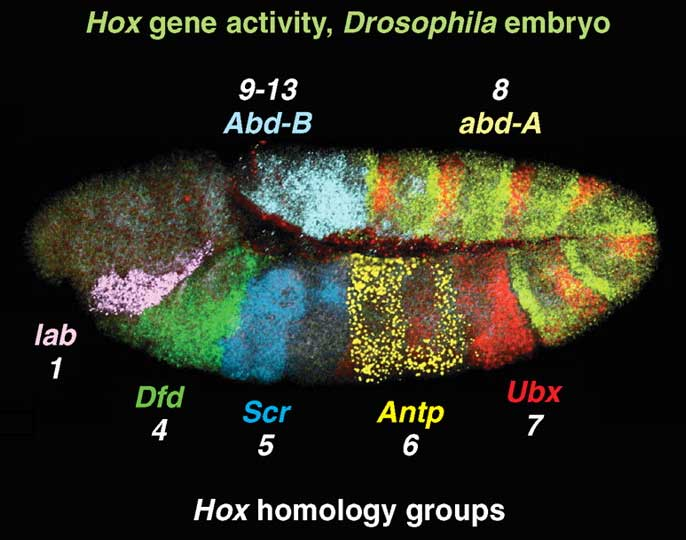 Hox gene activity, Drosophila embryo
9-13
Abd-B
8
abd-A
lab
1
Dfd
4
Scr
5
Antp
6
Ubx
7
Hox homology groups